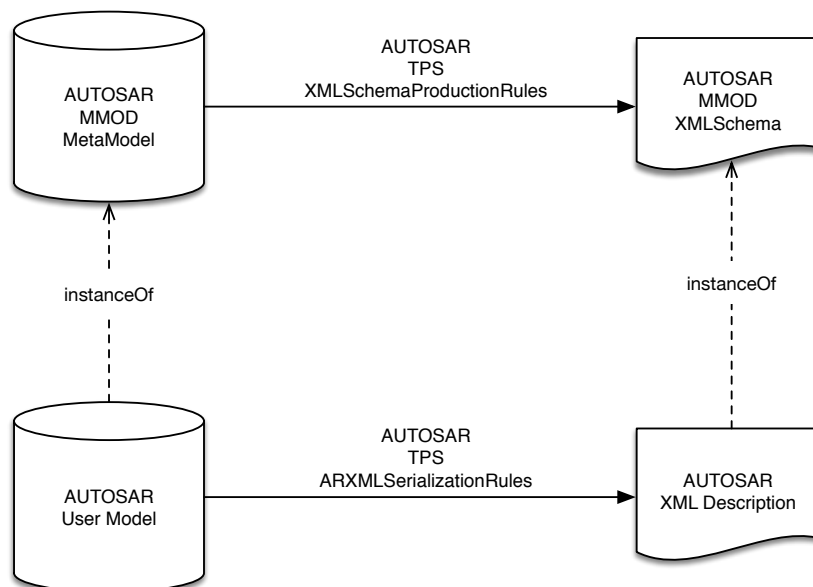 AUTOSAR
MMOD
MetaModel
AUTOSAR
TPS
XMLSchemaProductionRules
AUTOSAR
MMOD
XMLSchema
instanceOf
instanceOf
AUTOSAR
User Model
AUTOSAR
TPS
ARXMLSerializationRules
AUTOSAR
XML Description